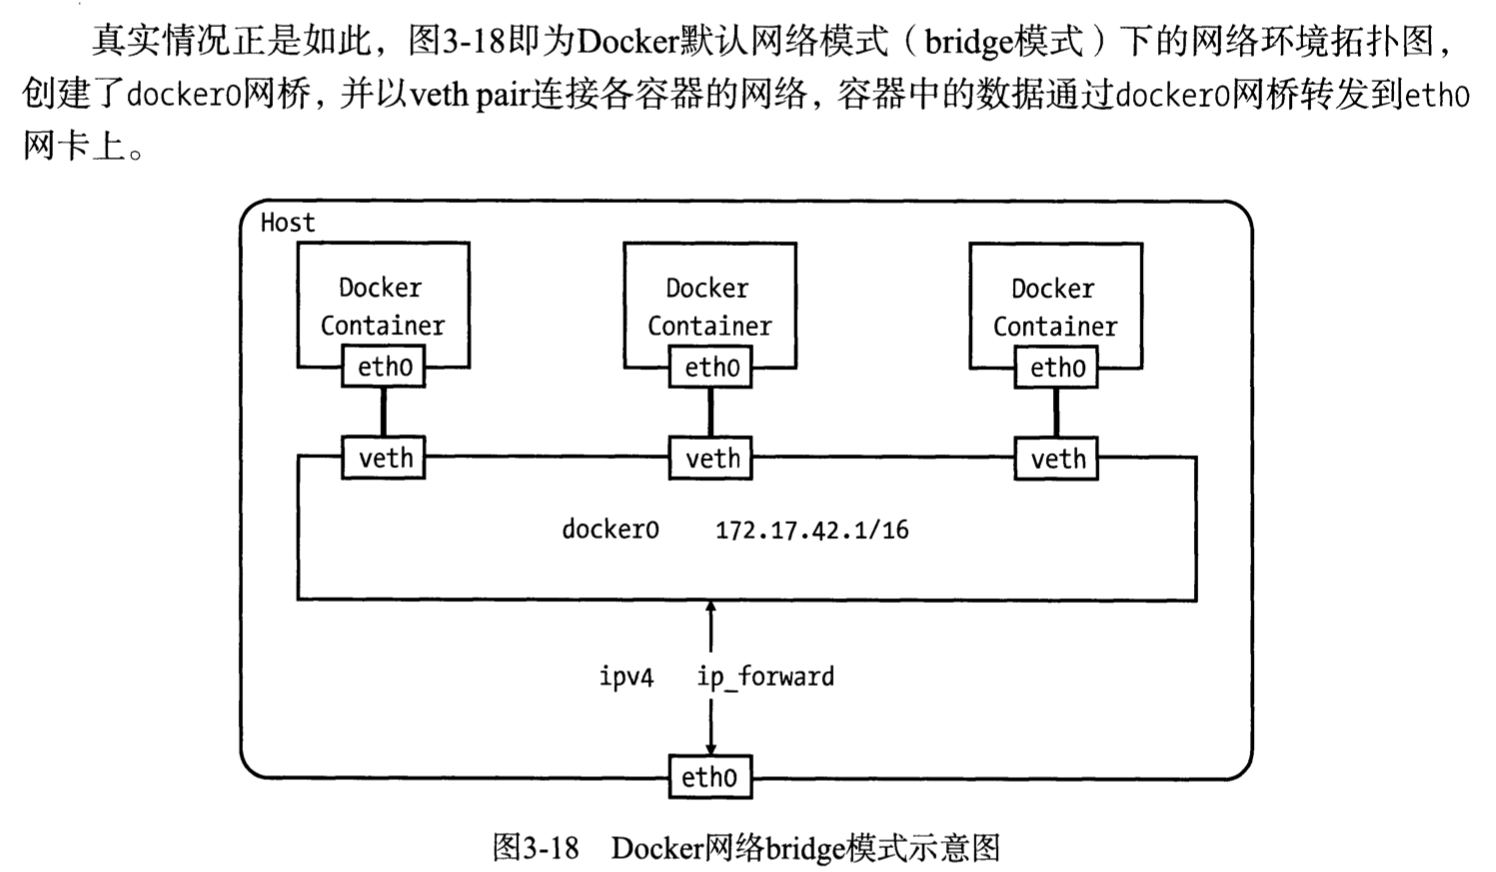 真实情况正是如此，图3-18即为Docker默认网络模式（bridge模式）下的网络环境拓扑图，
创建了docker0网桥，并以veth pair连接各容器的网络，容器中的数据通过docker0网桥转发到eth0
网卡上。
Host
Docker
Container
eth0
veth
Docker
Container
eth0
veth
Docker
Container
eth0
veth
docker0 172.17.42.1/16
ipv4 ip_forward
eth0
图3-18 Docker网络bridge模式示意图